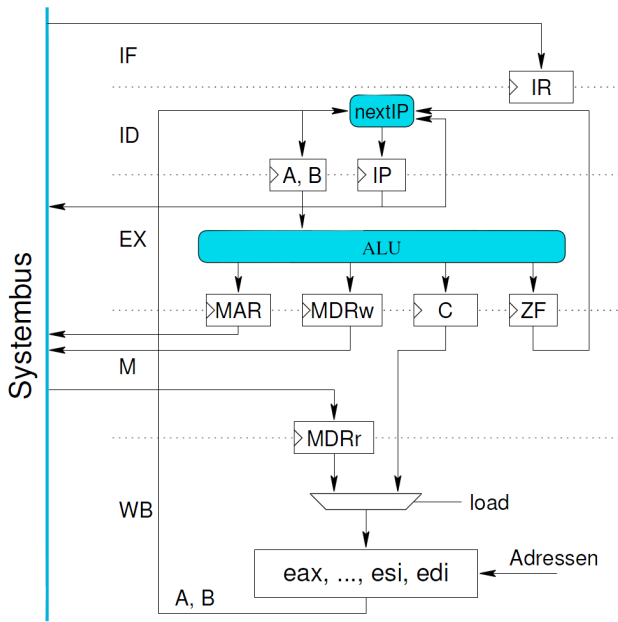 IF
IR
nextIP
ID
A, B
IP
EX
ALU
MAR
MDRw
C
ZF
Systembus
M
MDRr
WB
load
eax, ..., esi, edi
Adressen
A, B